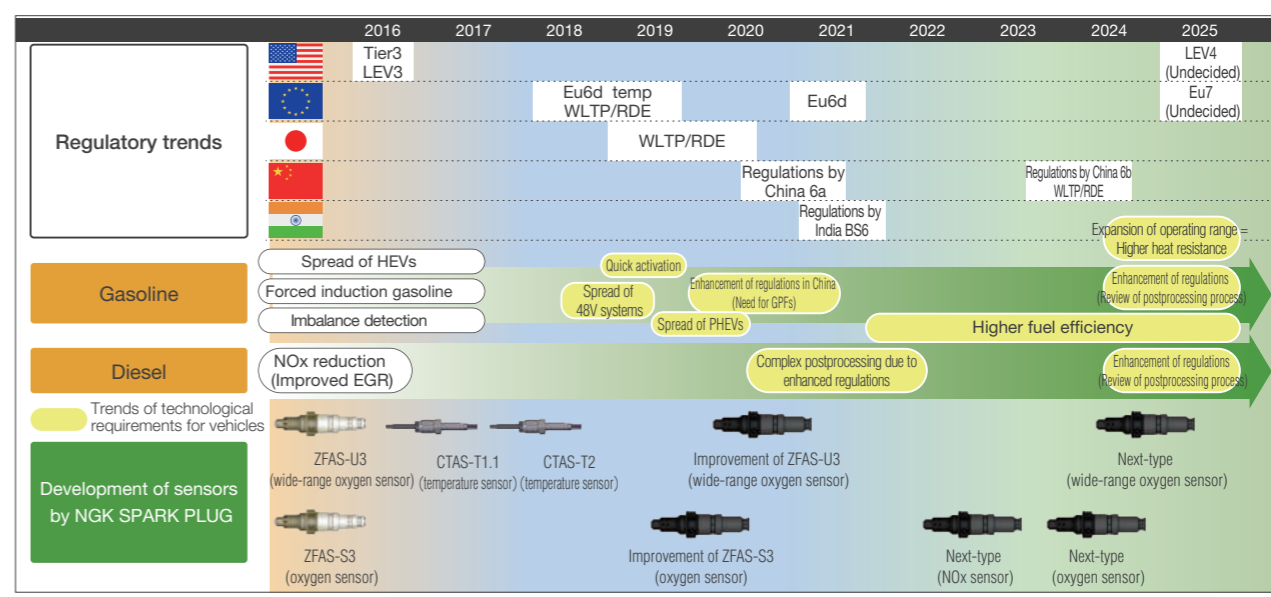 2016 2017 2018 2019 2020 2021 2022 2023 2024 2025
Regulatory trends
Tier3
LEV3
LEV4
(Undecided)
Eu6d temp
WLTP/RDE
Eu6d
Eu7
(Undecided)
WLTP/RDE
Regulations by
China 6a
Regulations by China 6b
WLTP/RDE
Regulations by
India BS6
Expansion of operating range =
Higher heat resistance
Gasoline
Spread of HEVs
Forced induction gasoline
Imbalance detection
Quick activation
Spread of
48V systems
Enhancement of regulations in China
(Need for GPFs)
Spread of PHEVs
Enhancement of regulations
(Review of postprocessing process)
Higher fuel efficiency
Diesel
NOx reduction
(Improved EGR)
Complex postprocessing due to
enhanced regulations
Enhancement of regulations
(Review of postprocessing process)
Trends of technological
requirements for vehicles
Development of sensors
by NGK SPARK PLUG
ZFAS-U3
(wide-range oxygen sensor)
CTAS-T1.1
(temperature sensor)
CTAS-T2
(temperature sensor)
Improvement of ZFAS-U3
(wide-range oxygen sensor)
Next-type
(wide-range oxygen sensor)
ZFAS-S3
(oxygen sensor)
Improvement of ZFAS-S3
(oxygen sensor)
Next-type
(NOx sensor)
Next-type
(oxygen sensor)